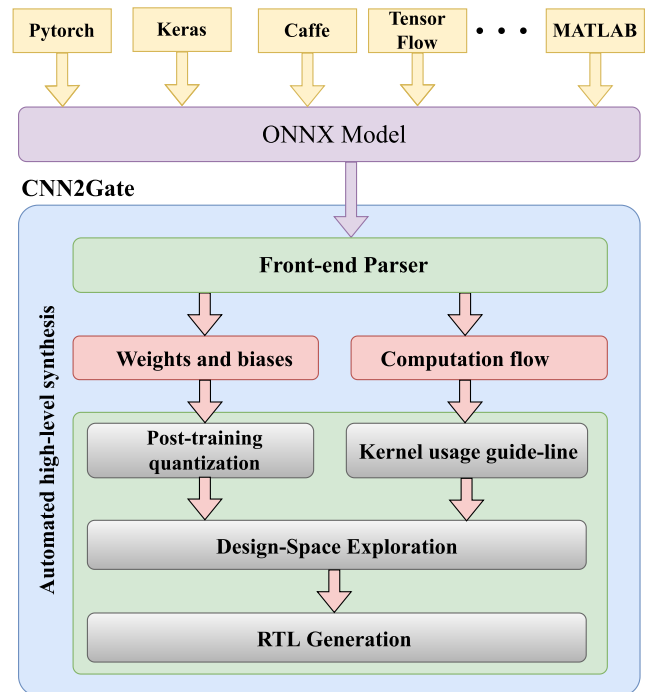 Pytorch
Keras
Caffe
Tensor
Flow
• • •
MATLAB
ONNX Model
CNN2Gate
Automated high-level synthesis
Front-end Parser
Weights and biases
Computation flow
Post-training
quantization
Kernel usage guide-line
Design-Space Exploration
RTL Generation